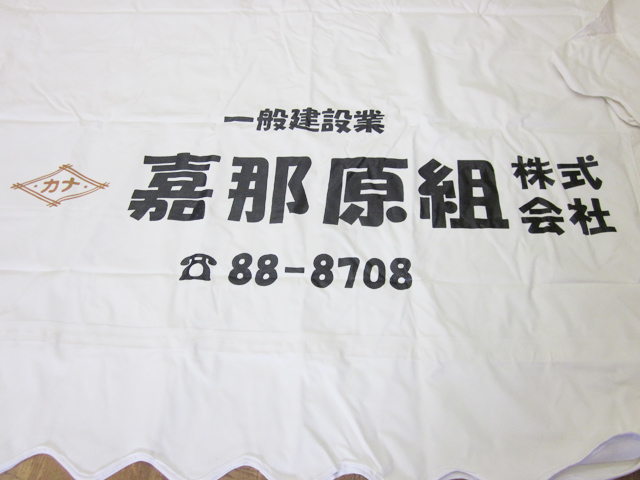 一般建設業
・カナ・
嘉那原組 株式会社
☎ 88-8708